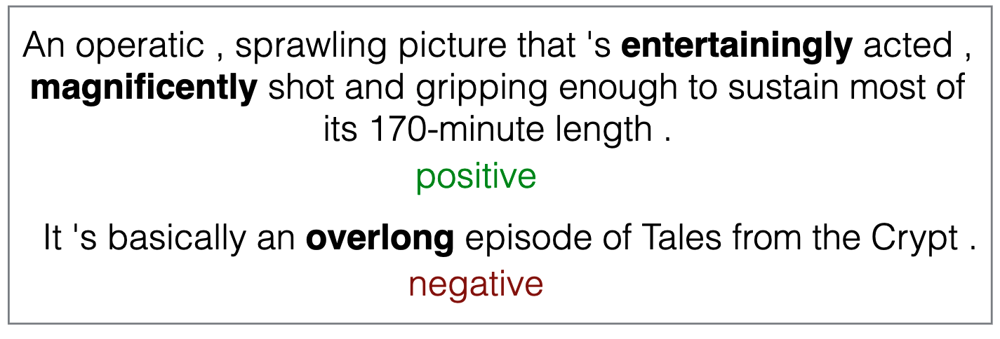 An operatic , sprawling picture that 's entertainingly acted ,
magnificently shot and gripping enough to sustain most of
its 170-minute length .
positive
It 's basically an overlong episode of Tales from the Crypt .
negative